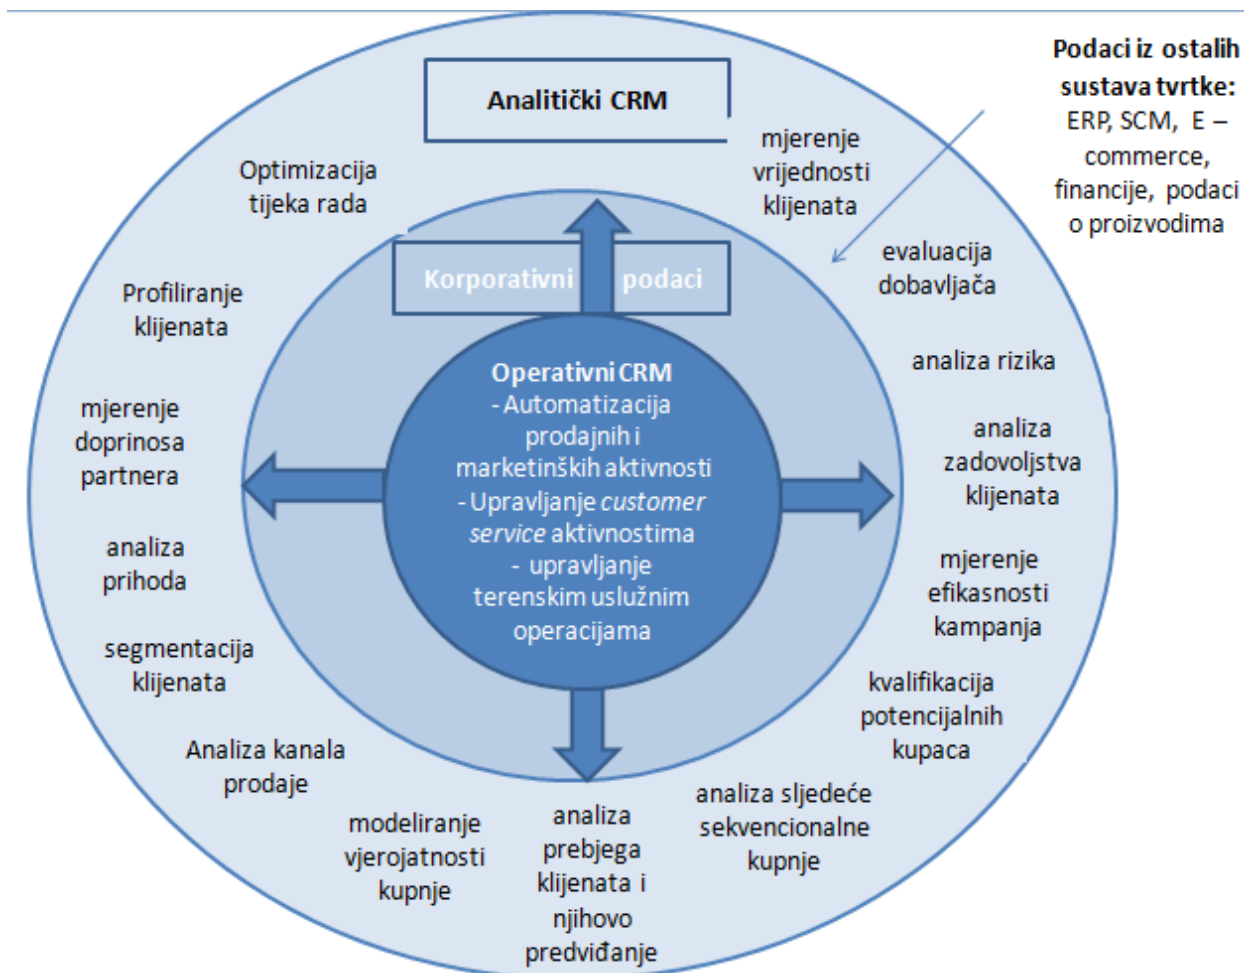 Analitički CRM
Podaci iz ostalih
sustava tvrtke:
ERP, SCM, E –
commerce,
financije, podaci
o proizvodima
mjerenje
vrijednosti
klijenata
evaluacija
dobavljača
analiza rizika
analiza
zadovoljstva
klijenata
mjerenje
efikasnosti
kampanja
kvalifikacija
potencijalnih
kupaca
analiza sljedeće
sekvencionalne
kupnje
analiza
prebjega
klijenata i
njihovo
predviđanje
modeliranje
vjerojatnosti
kupnje
Analiza kanala
prodaje
segmentacija
klijenata
analiza
prihoda
mjerenje
doprinosa
partnera
Profiliranje
klijenata
Optimizacija
tijeka rada
Korporativni podaci
Operativni CRM
- Automatizacija
prodajnih i
marketinških aktivnosti
- Upravljanje customer
service aktivnostima
- upravljanje
terenskim uslužnim
operacijama